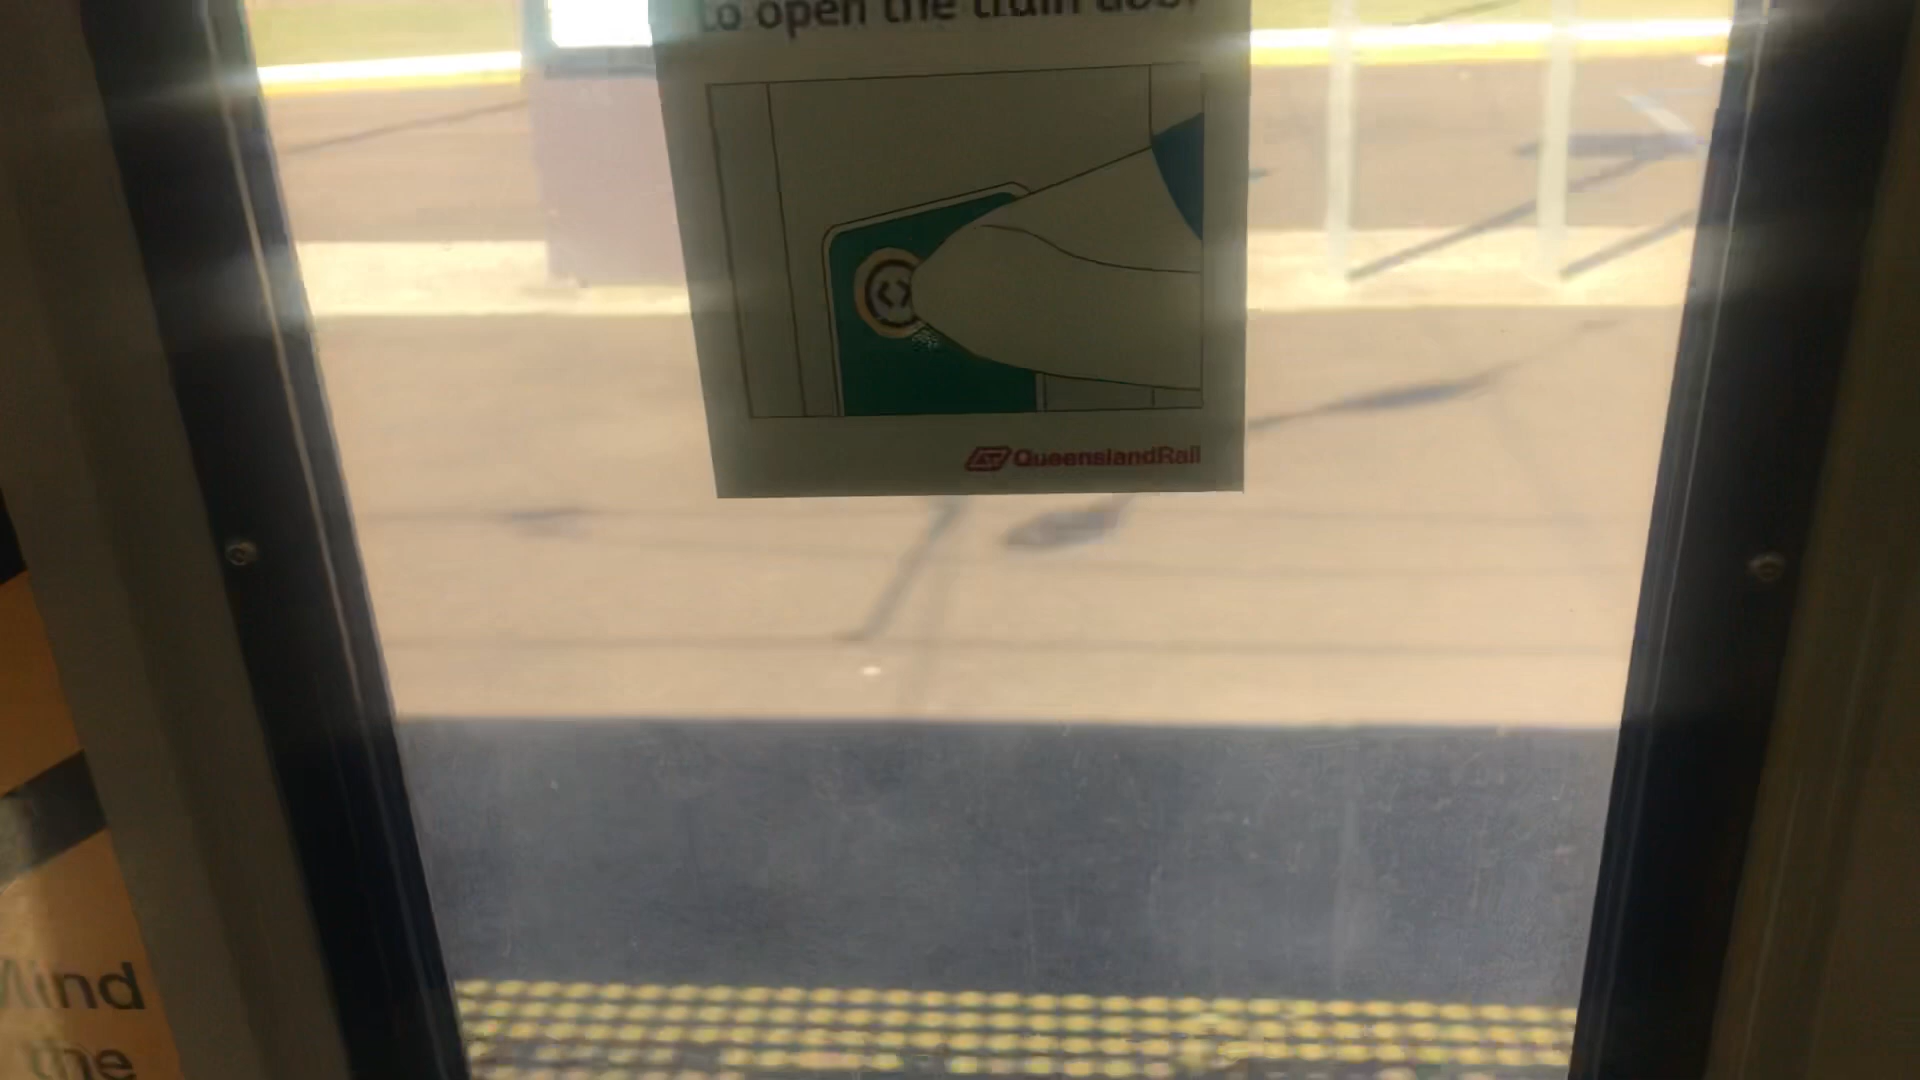 to open the train door
QueenslandRail
Mind
the